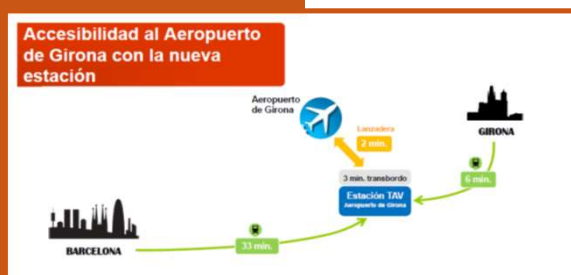 Accesibilidad al Aeropuerto
de Girona con la nueva
estación
Aeropuerto
de Girona
Lanzadera
2 min.
GIRONA
3 min. transbordo
6 min.
Estación TAV
Aeropuerto de Girona
33 min.
BARCELONA